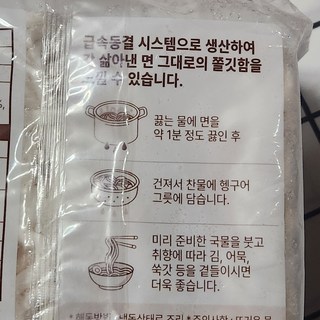 급속동결 시스템으로 생산하여
삶아낸 면 그대로의 쫄깃함을
수 있습니다.
끓는 물에 면을
약 1분 정도 끓인 후
건져서 찬물에 헹구어
그릇에 담습니다.
미리 준비한 국물을 붓고
취향에 따라 김, 어묵,
쑥갓 등을 곁들이시면
더욱 좋습니다.